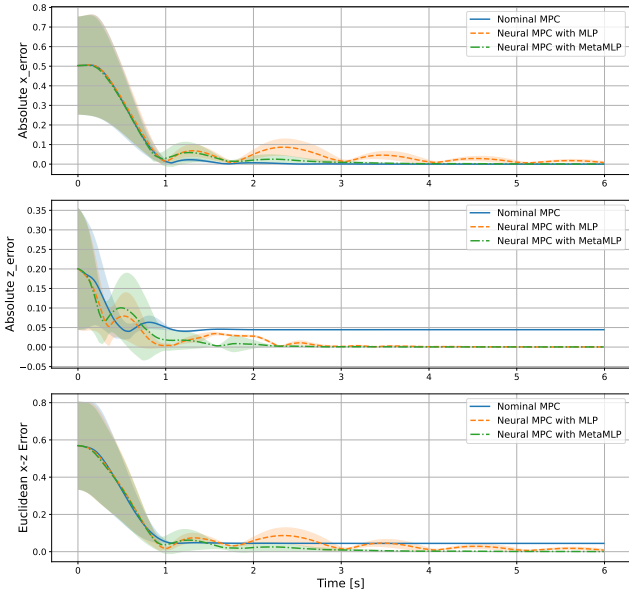 Absolute x_error
0.8
0.7
0.6
0.5
0.4
0.3
0.2
0.1
0.0
Nominal MPC
Neural MPC with MLP
Neural MPC with MetaMLP
0 1 2 3 4 5 6
Absolute z_error
0.35
0.30
0.25
0.20
0.15
0.10
0.05
0.00
−0.05
Nominal MPC
Neural MPC with MLP
Neural MPC with MetaMLP
0 1 2 3 4 5 6
Euclidean x-z Error
0.8
0.6
0.4
0.2
0.0
Nominal MPC
Neural MPC with MLP
Neural MPC with MetaMLP
0 1 2 3 4 5 6
Time [s]